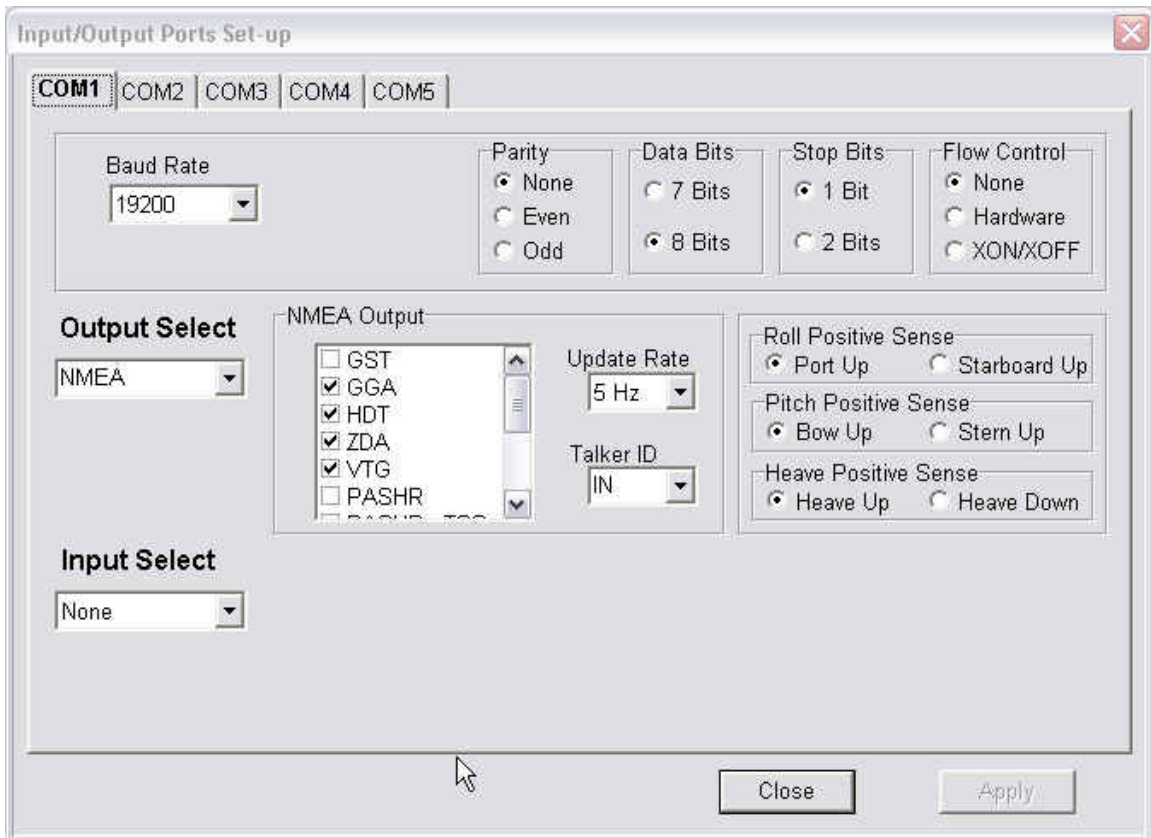 Input/Output Ports Set-up
COM1 COM2 COM3 COM4 COM5
Baud Rate
19200
Parity
None
Even
Odd
Data Bits
7 Bits
8 Bits
Stop Bits
1 Bit
2 Bits
Flow Control
None
Hardware
XON/XOFF
Output Select
NMEA
NMEA Output
GST
GGA
HDT
ZDA
VTG
PASHR
Update Rate
5 Hz
Talker ID
IN
Roll Positive Sense
Port Up Starboard Up
Pitch Positive Sense
Bow Up Stern Up
Heave Positive Sense
Heave Up Heave Down
Input Select
None
Close Apply